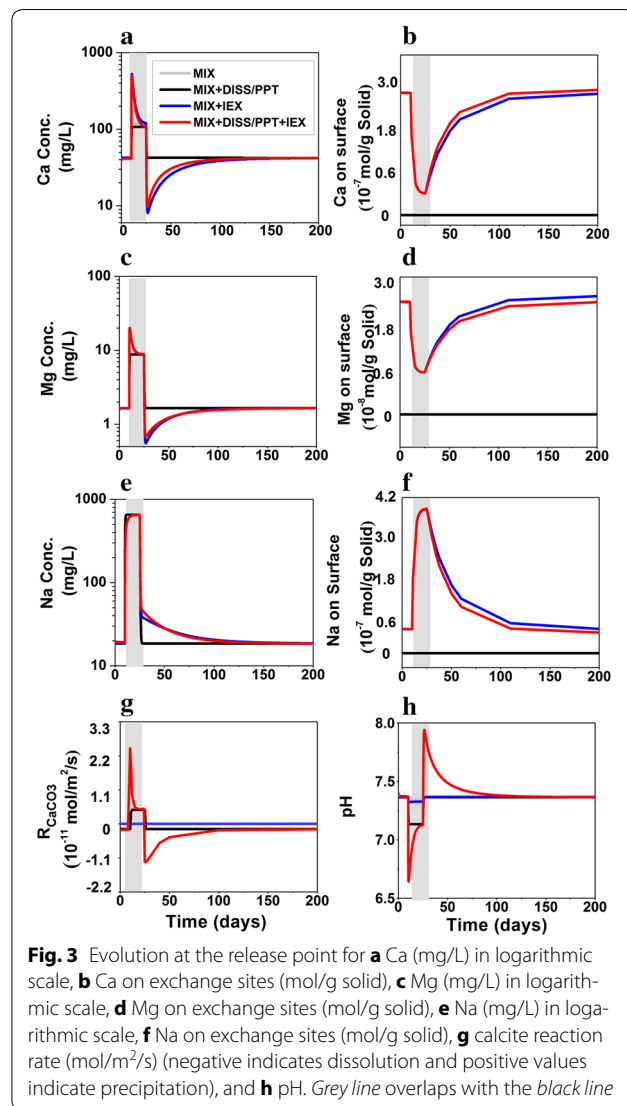 a
b
1000
100
10
Ca Conc.
(mg/L)
MIX
MIX+DISS/PPT
MIX+IEX
MIX+DISS/PPT+IEX
0 50 100 150 200
3.0
1.8
0.6
0
Ca on surface
(10⁻⁷mol/g Solid)
0 50 100 150 200
c
d
100
10
1
Mg Conc.
(mg/L)
0 50 100 150 200
3.0
1.8
0.6
0
Mg on surface
(10⁻⁸mol/g Solid)
0 50 100 150 200
e
f
1000
100
10
Na Conc.
(mg/L)
0 50 100 150 200
4.2
3.0
1.8
0.6
0
Na on Surface
(10⁻⁷ mol/g Solid)
0 50 100 150 200
g
h
3.3
2.2
1.1
0
-1.1
-2.2
R_CaCO3
(10⁻¹¹ mol/m²/s)
0 50 100 150 200
Time (days)
8.0
7.5
7.0
6.5
pH
0 50 100 150 200
Time (days)
Fig. 3 Evolution at the release point for a Ca (mg/L) in logarithmic
scale, b Ca on exchange sites (mol/g solid), c Mg (mg/L) in logarith-
mic scale, d Mg on exchange sites (mol/g solid), e Na (mg/L) in loga-
rithmic scale, f Na on exchange sites (mol/g solid), g calcite reaction
rate (mol/m²/s) (negative indicates dissolution and positive values
indicate precipitation), and h pH. Grey line overlaps with the black line